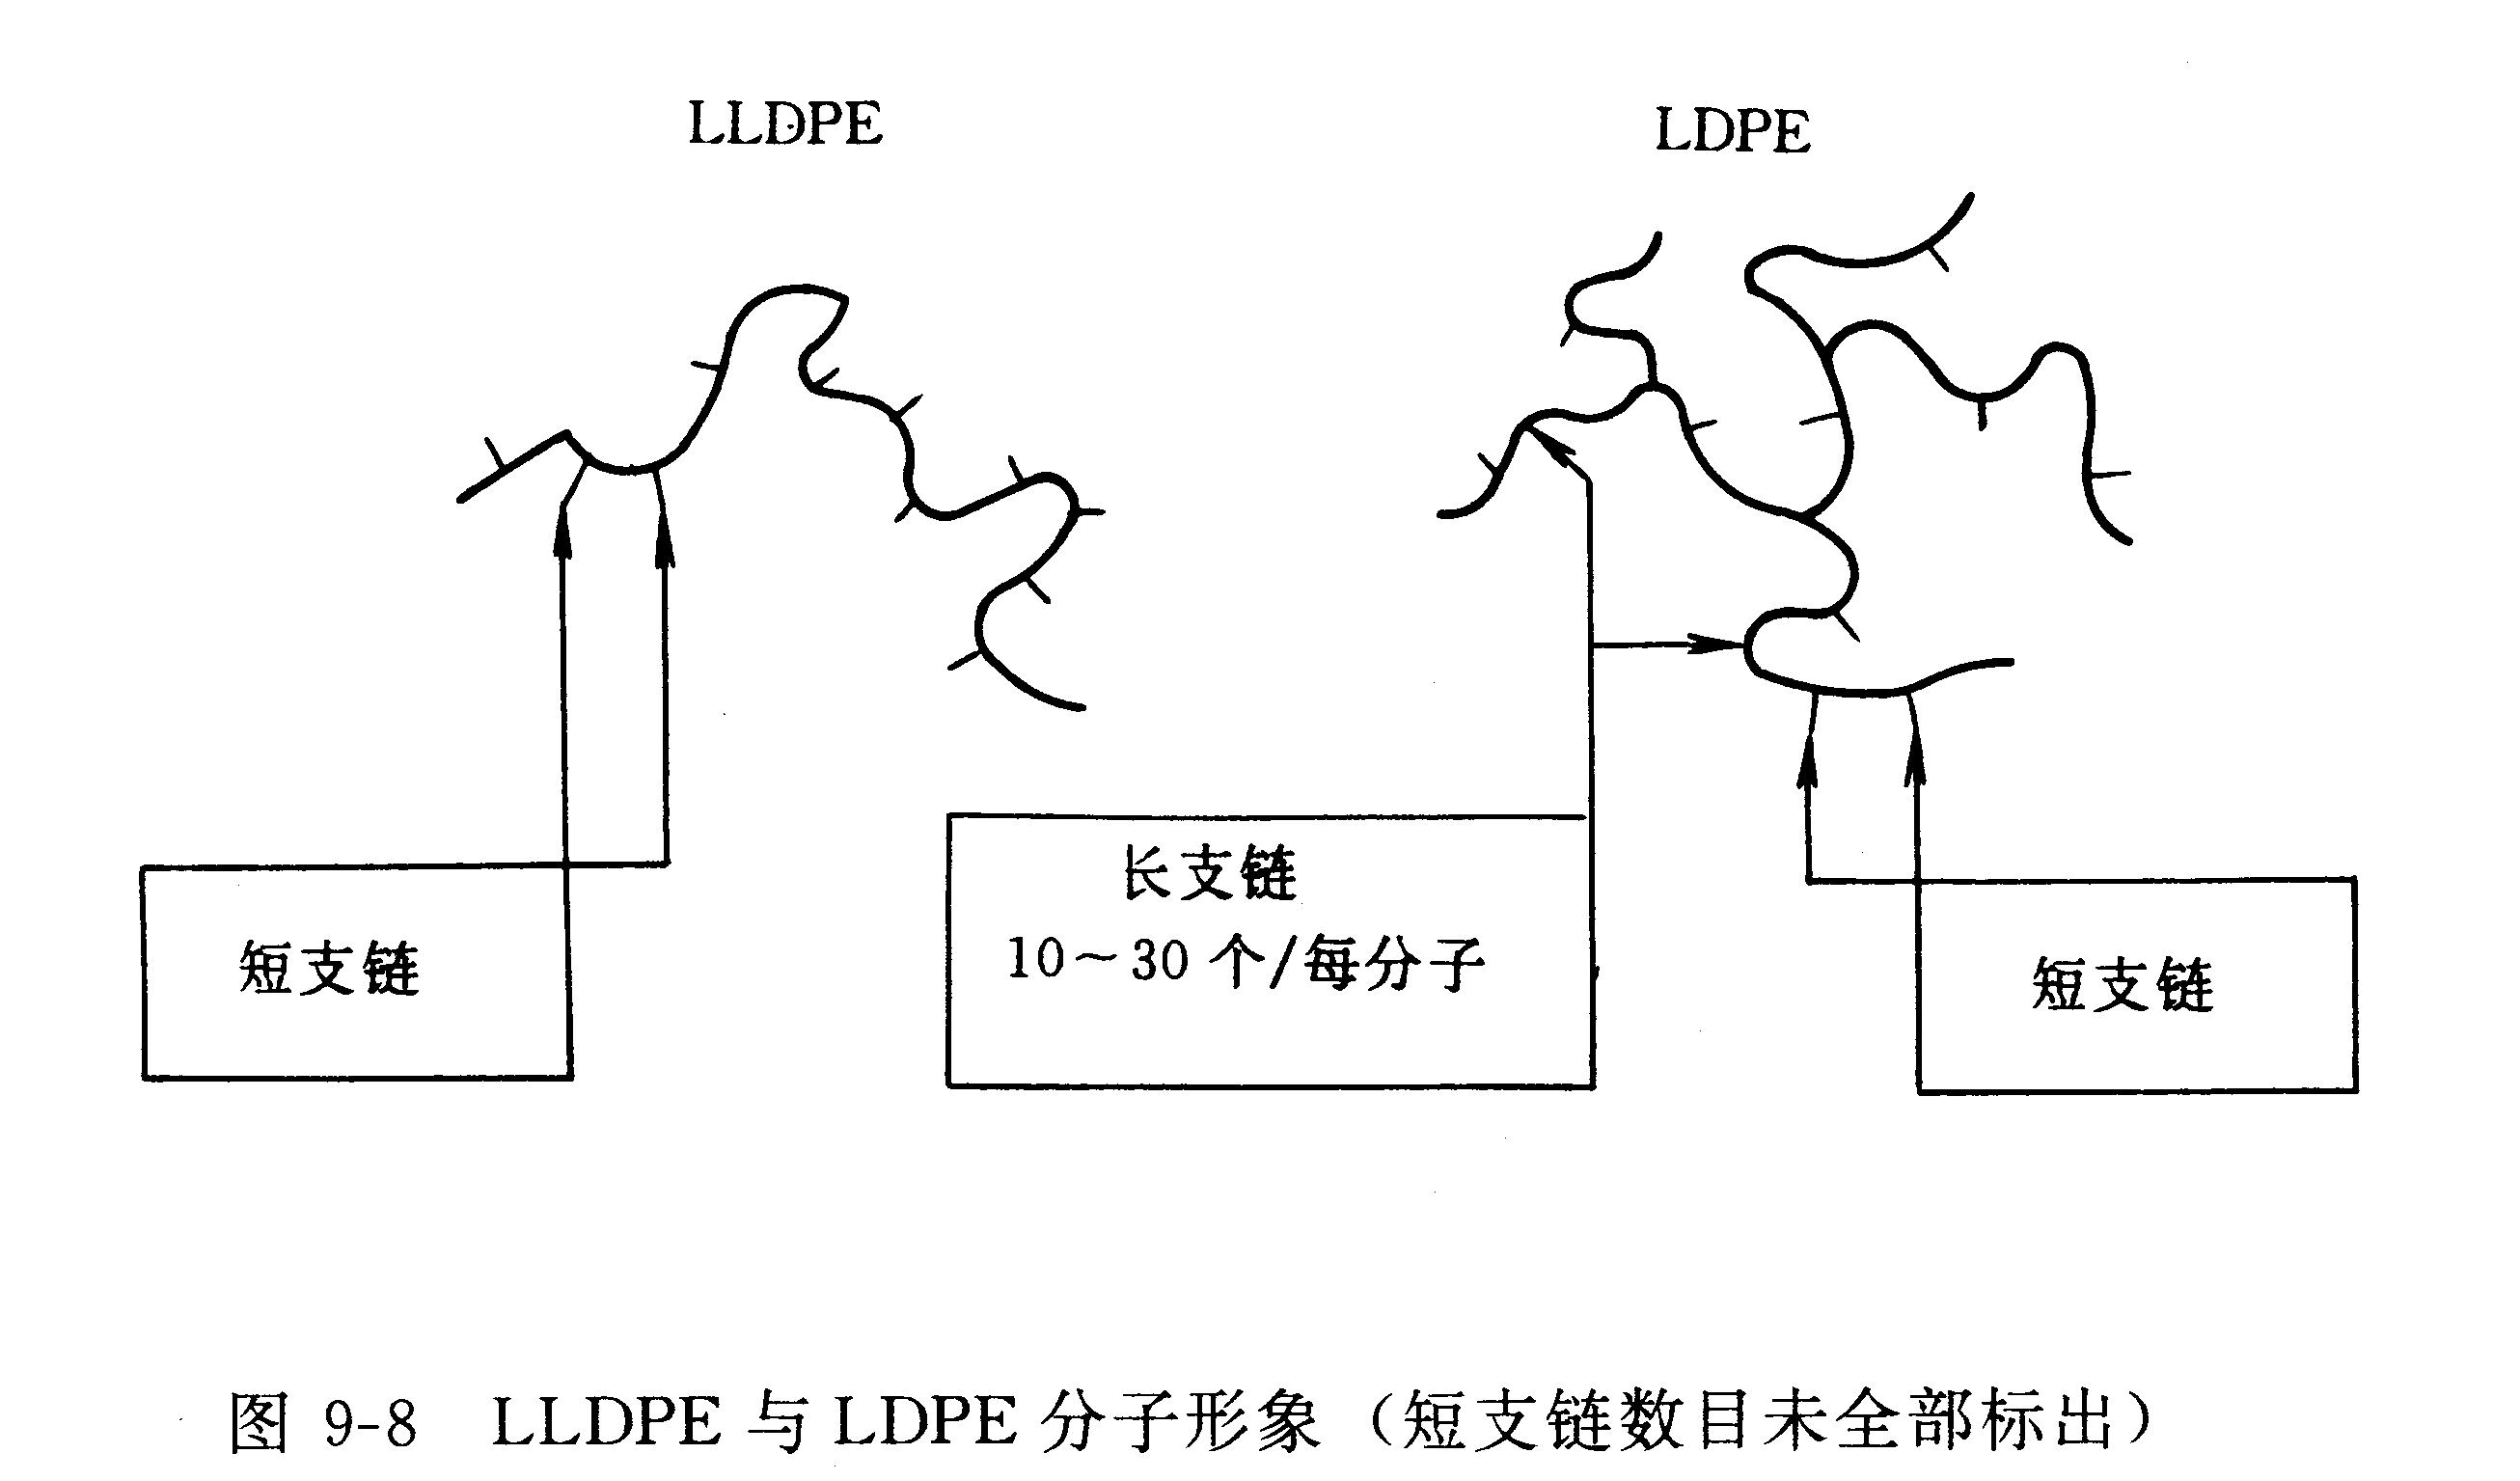 LLDPE
LDPE
短支链
长支链
10～30 个/每分子
短支链
图 9-8 LLDPE 与 LDPE 分子形象（短支链数目未全部标出）